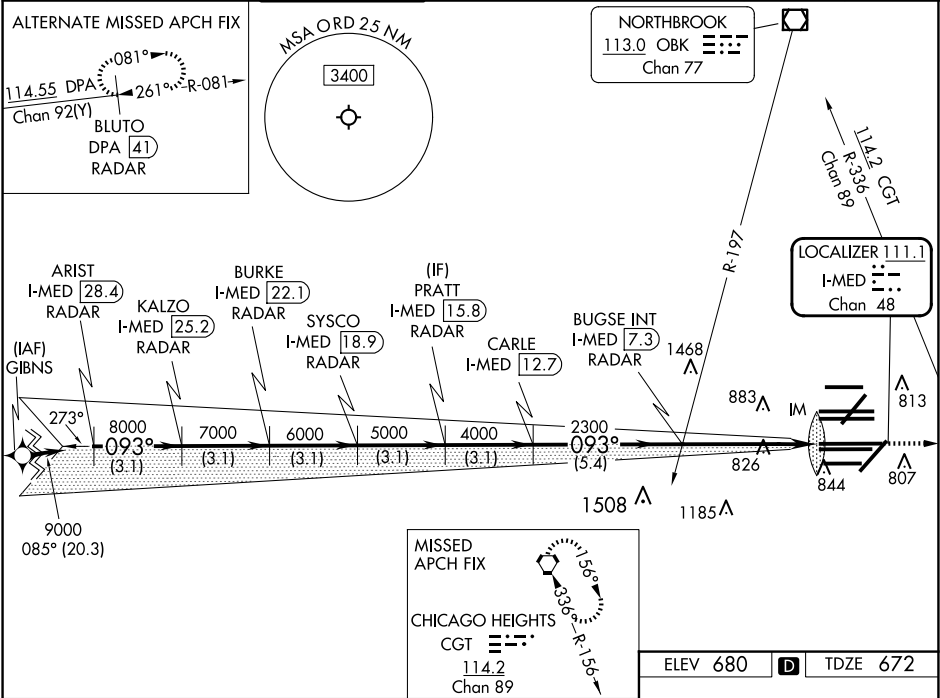 ALTERNATE MISSED APCH FIX
081°
114.55 DPA
261°
R-081
Chan 92(Y)
BLUTO
DPA 41
RADAR
MSA ORD 25 NM
3400
NORTHBROOK
113.0 OBK
Chan 77
114.2 CGT
R-336
Chan 89
R-197
LOCALIZER 111.1
I-MED
Chan 48
ARIST
I-MED 28.4
RADAR
KALZO
I-MED 25.2
RADAR
BURKE
I-MED 22.1
RADAR
SYSCO
I-MED 18.9
RADAR
(IF)
PRATT
I-MED 15.8
RADAR
CARLE
I-MED 12.7
BUGSE INT
I-MED 7.3
RADAR
1468
(IAF)
GIBNS
273°
8000
093°
(3.1)
7000
(3.1)
6000
(3.1)
5000
(3.1)
4000
(3.1)
2300
093°
(5.4)
883
IM
813
826
844
807
1508
1185
9000
085° (20.3)
MISSED
APCH FIX
156°
336°
R-156
CHICAGO HEIGHTS
CGT
114.2
Chan 89
ELEV 680 D TDZE 672